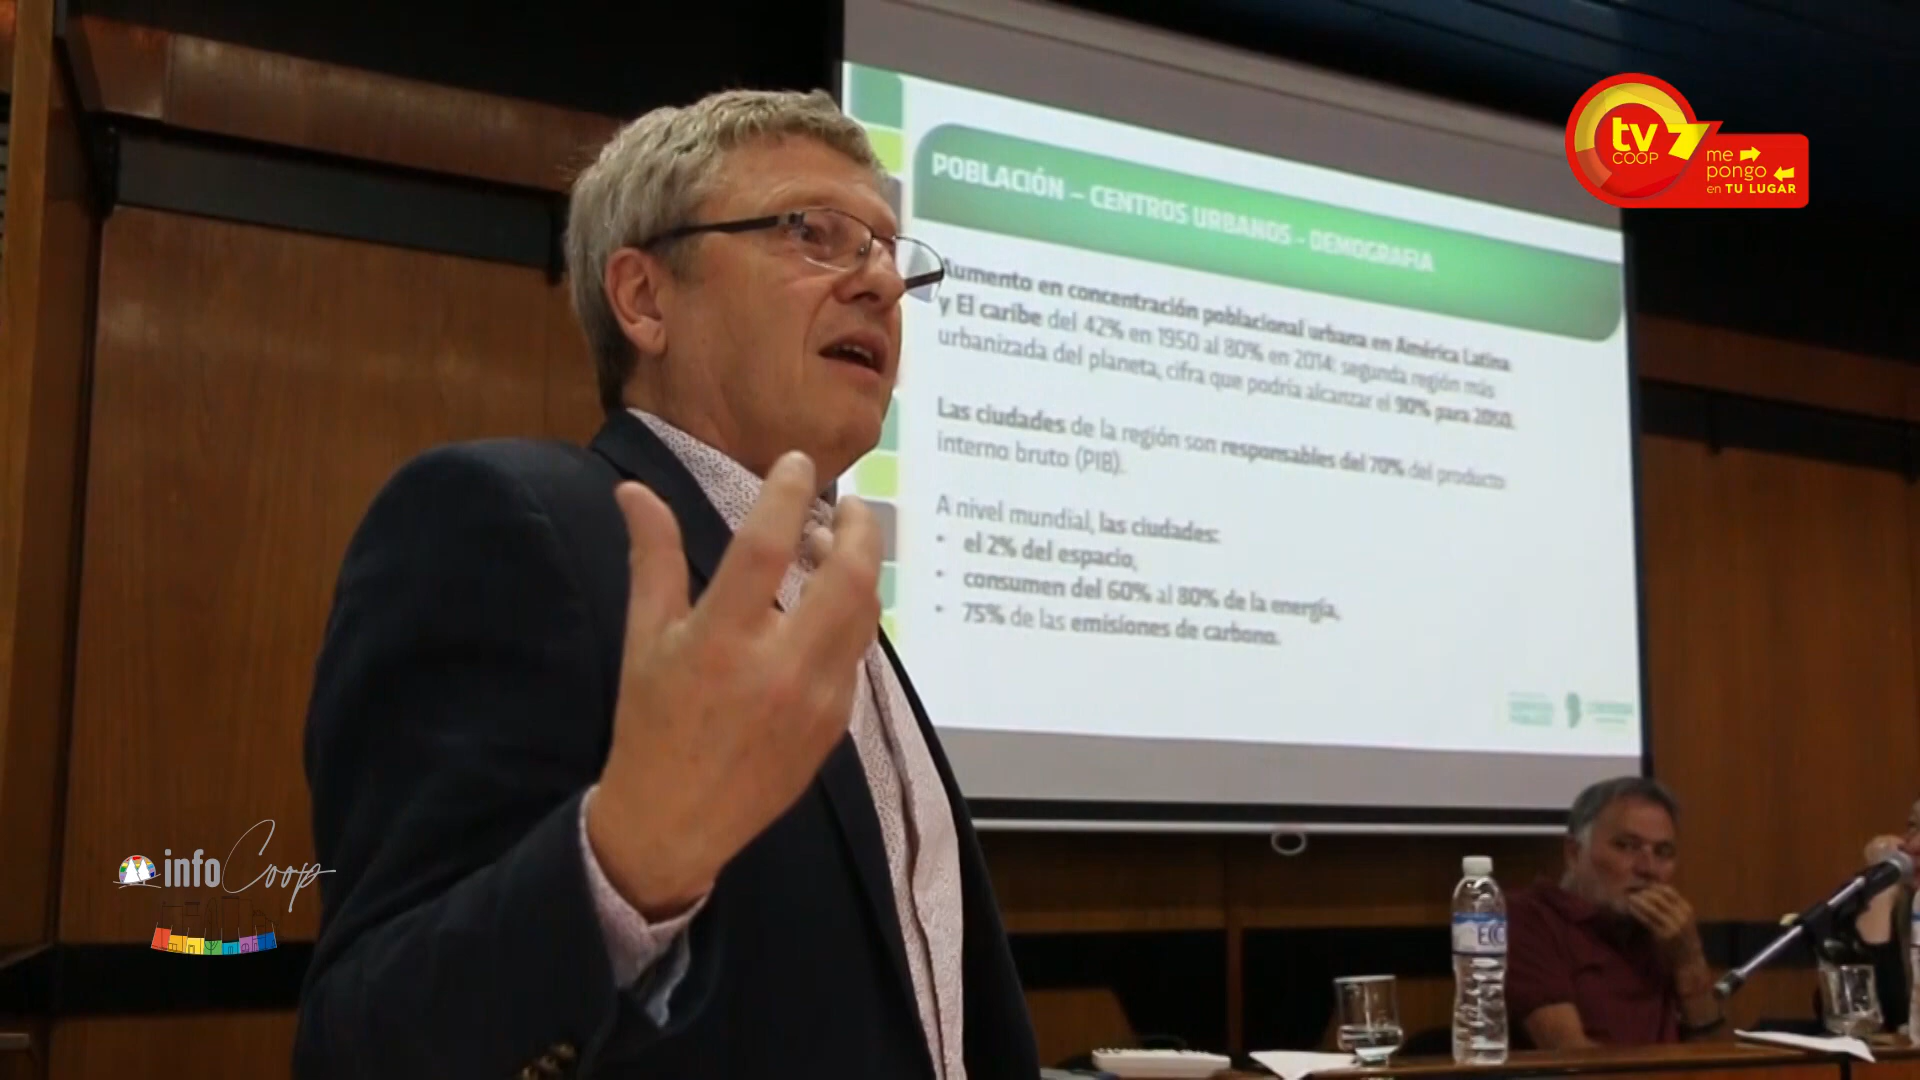 tv7
COOP
me
pongo
en TU LUGAR
POBLACIÓN – CENTROS URBANOS - DEMOGRAFIA
Aumento en concentración poblacional urbana en América Latina
y El caribe del 42% en 1950 al 80% en 2014: segunda región más
urbanizada del planeta, cifra que podría alcanzar el 90% para 2050.
Las ciudades de la región son responsables del 70% del producto
interno bruto (PIB).
A nivel mundial, las ciudades:
• el 2% del espacio,
• consumen del 60% al 80% de la energía,
• 75% de las emisiones de carbono.
infoCoop